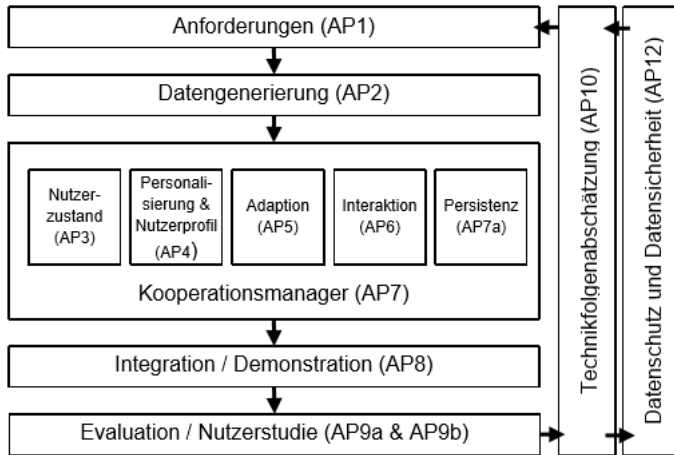 Anforderungen (AP1)
Datengenerierung (AP2)
Nutzer-
zustand
(AP3)
Personali-
sierung &
Nutzerprofil
(AP4)
Adaption
(AP5)
Interaktion
(AP6)
Persistenz
(AP7a)
Kooperationsmanager (AP7)
Integration / Demonstration (AP8)
Evaluation / Nutzerstudie (AP9a & AP9b)
Technikfolgenabschätzung (AP10)
Datenschutz und Datensicherheit (AP12)